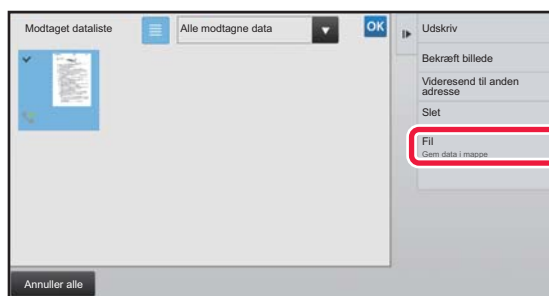 Modtaget dataliste
Alle modtagne data
OK
Udskriv
Bekræft billede
Videresend til anden
adresse
Slet
Fil
Gem data i mappe
Annuller alle